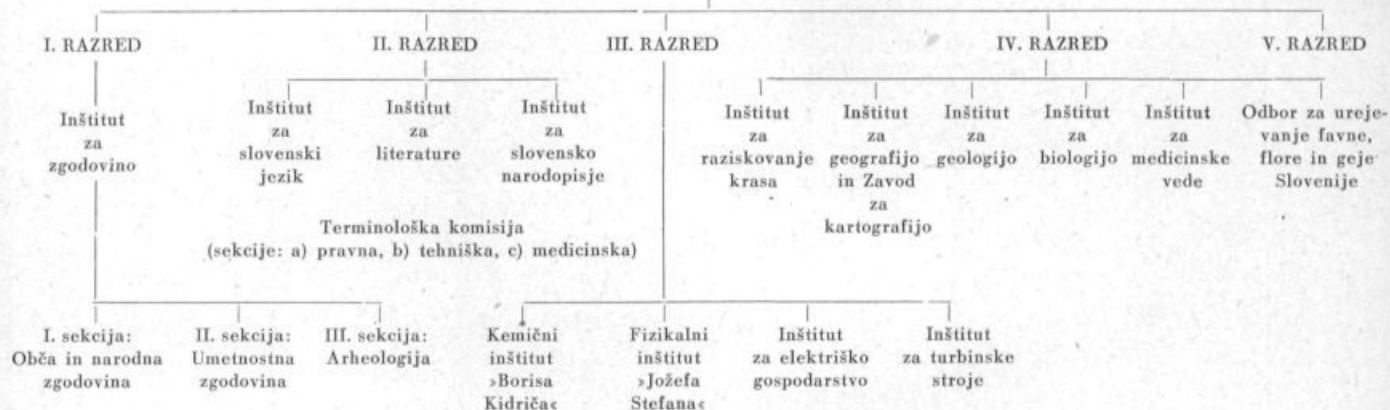 I. RAZRED
II. RAZRED
III. RAZRED
IV. RAZRED
V. RAZRED
Inštitut
za
zgodovino
Inštitut
za
slovenski
jezik
Inštitut
za
literature
Inštitut
za
slovensko
narodopisje
Terminološka komisija
(sekcije: a) pravna, b) tehniška, c) medicinska)
Inštitut
za
raziskovanje
krasa
Inštitut
za
geografijo
in Zavod
za
kartografijo
Inštitut
za
geologijo
Inštitut
za
biologijo
Inštitut
za
medicinske
vede
Odbor za ureje-
vanje favne,
flore in geje
Slovenije
I. sekcija:
Obča in narodna
zgodovina
II. sekcija:
Umetnostna
zgodovina
III. sekcija:
Arheologija
Kemični
inštitut
»Borisa
Kidriča«
Fizikalni
inštitut
»Jožefa
Stefana«
Inštitut
za elektriško
gospodarstvo
Inštitut
za turbinske
stroje